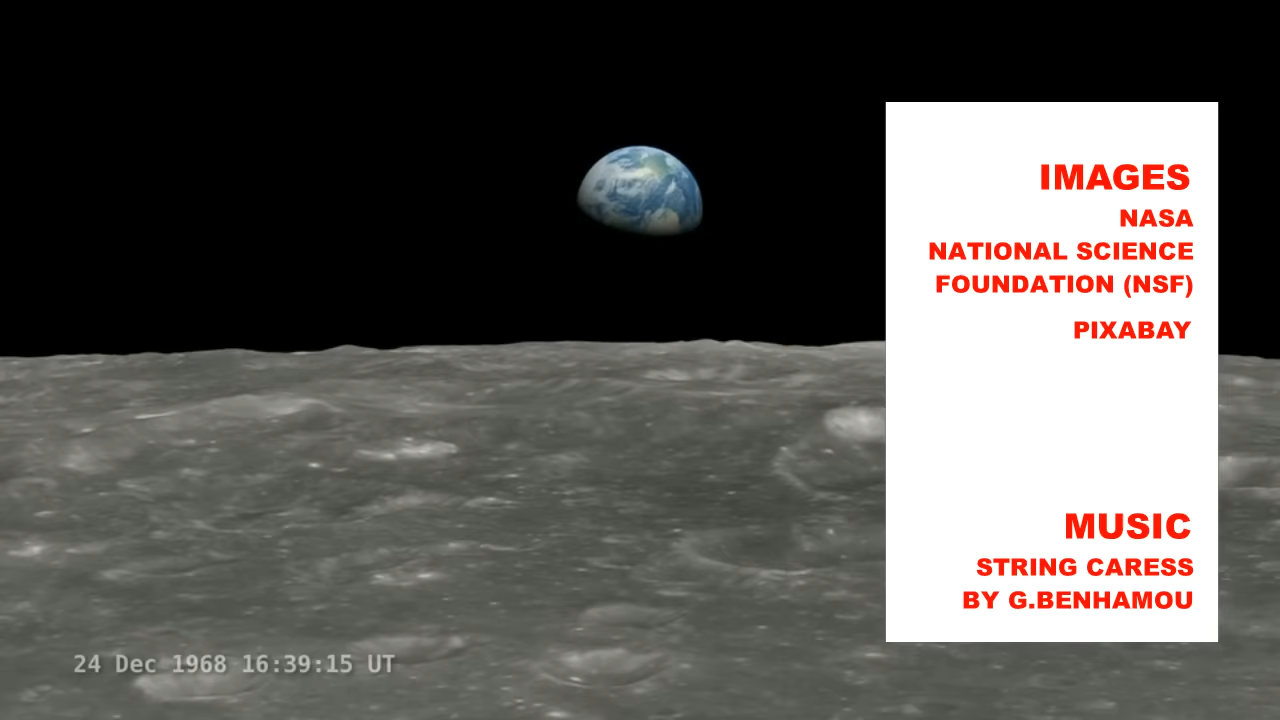 IMAGES
NASA
NATIONAL SCIENCE
FOUNDATION (NSF)
PIXABAY
MUSIC
STRING CARESS
BY G.BENHAMOU
24 Dec 1968 16:39:15 UT